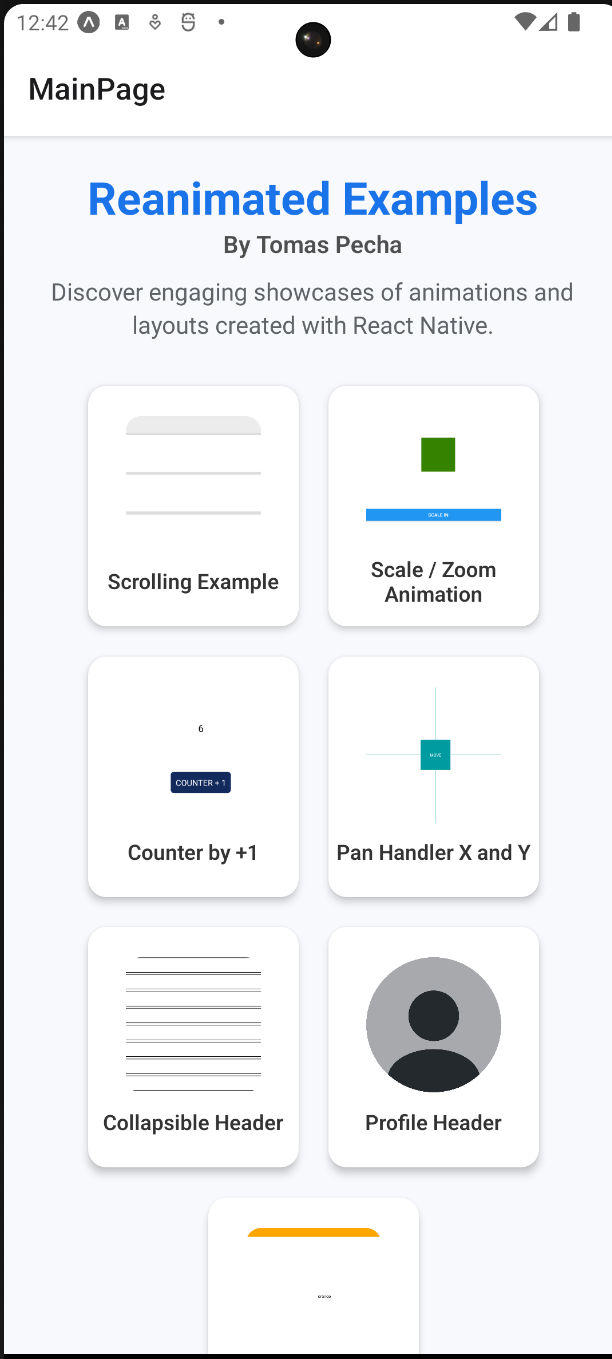 12:42
MainPage
Reanimated Examples
By Tomas Pecha
Discover engaging showcases of animations and
layouts created with React Native.
Scrolling Example
SCALE IN
Scale / Zoom
Animation
6
COUNTER + 1
Counter by +1
MOVE
Pan Handler X and Y
Collapsible Header
Profile Header